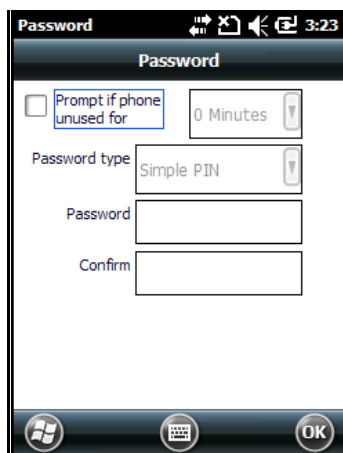 Password 3:23
Password
Prompt if phone
unused for
0 Minutes
Password type
Simple PIN
Password
Confirm
OK